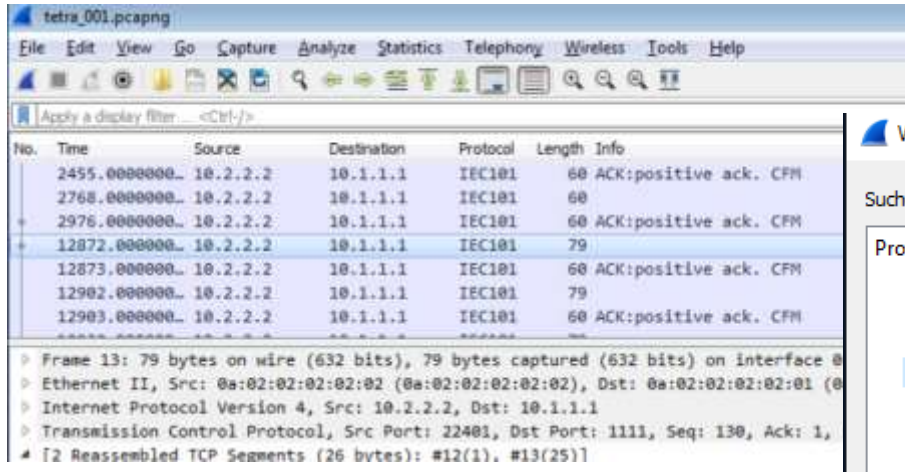 tetra_001.pcapng
File Edit View Go Capture Analyze Statistics Telephony Wireless Tools Help
Apply a display filter ... <Ctrl-/>
No. Time Source Destination Protocol Length Info
2455.0000000… 10.2.2.2 10.1.1.1 IEC101 60 ACK:positive ack. CFM
2768.0000000… 10.2.2.2 10.1.1.1 IEC101 60
2976.0000000… 10.2.2.2 10.1.1.1 IEC101 60 ACK:positive ack. CFM
12872.000000… 10.2.2.2 10.1.1.1 IEC101 79
12873.000000… 10.2.2.2 10.1.1.1 IEC101 60 ACK:positive ack. CFM
12902.000000… 10.2.2.2 10.1.1.1 IEC101 79
12903.000000… 10.2.2.2 10.1.1.1 IEC101 60 ACK:positive ack. CFM
Frame 13: 79 bytes on wire (632 bits), 79 bytes captured (632 bits) on interface 0
Ethernet II, Src: 0a:02:02:02:02:02 (0a:02:02:02:02:02), Dst: 0a:02:02:02:02:01 (0
Internet Protocol Version 4, Src: 10.2.2.2, Dst: 10.1.1.1
Transmission Control Protocol, Src Port: 22401, Dst Port: 1111, Seq: 130, Ack: 1,
[2 Reassembled TCP Segments (26 bytes): #12(1), #13(25)]
Such
Pro